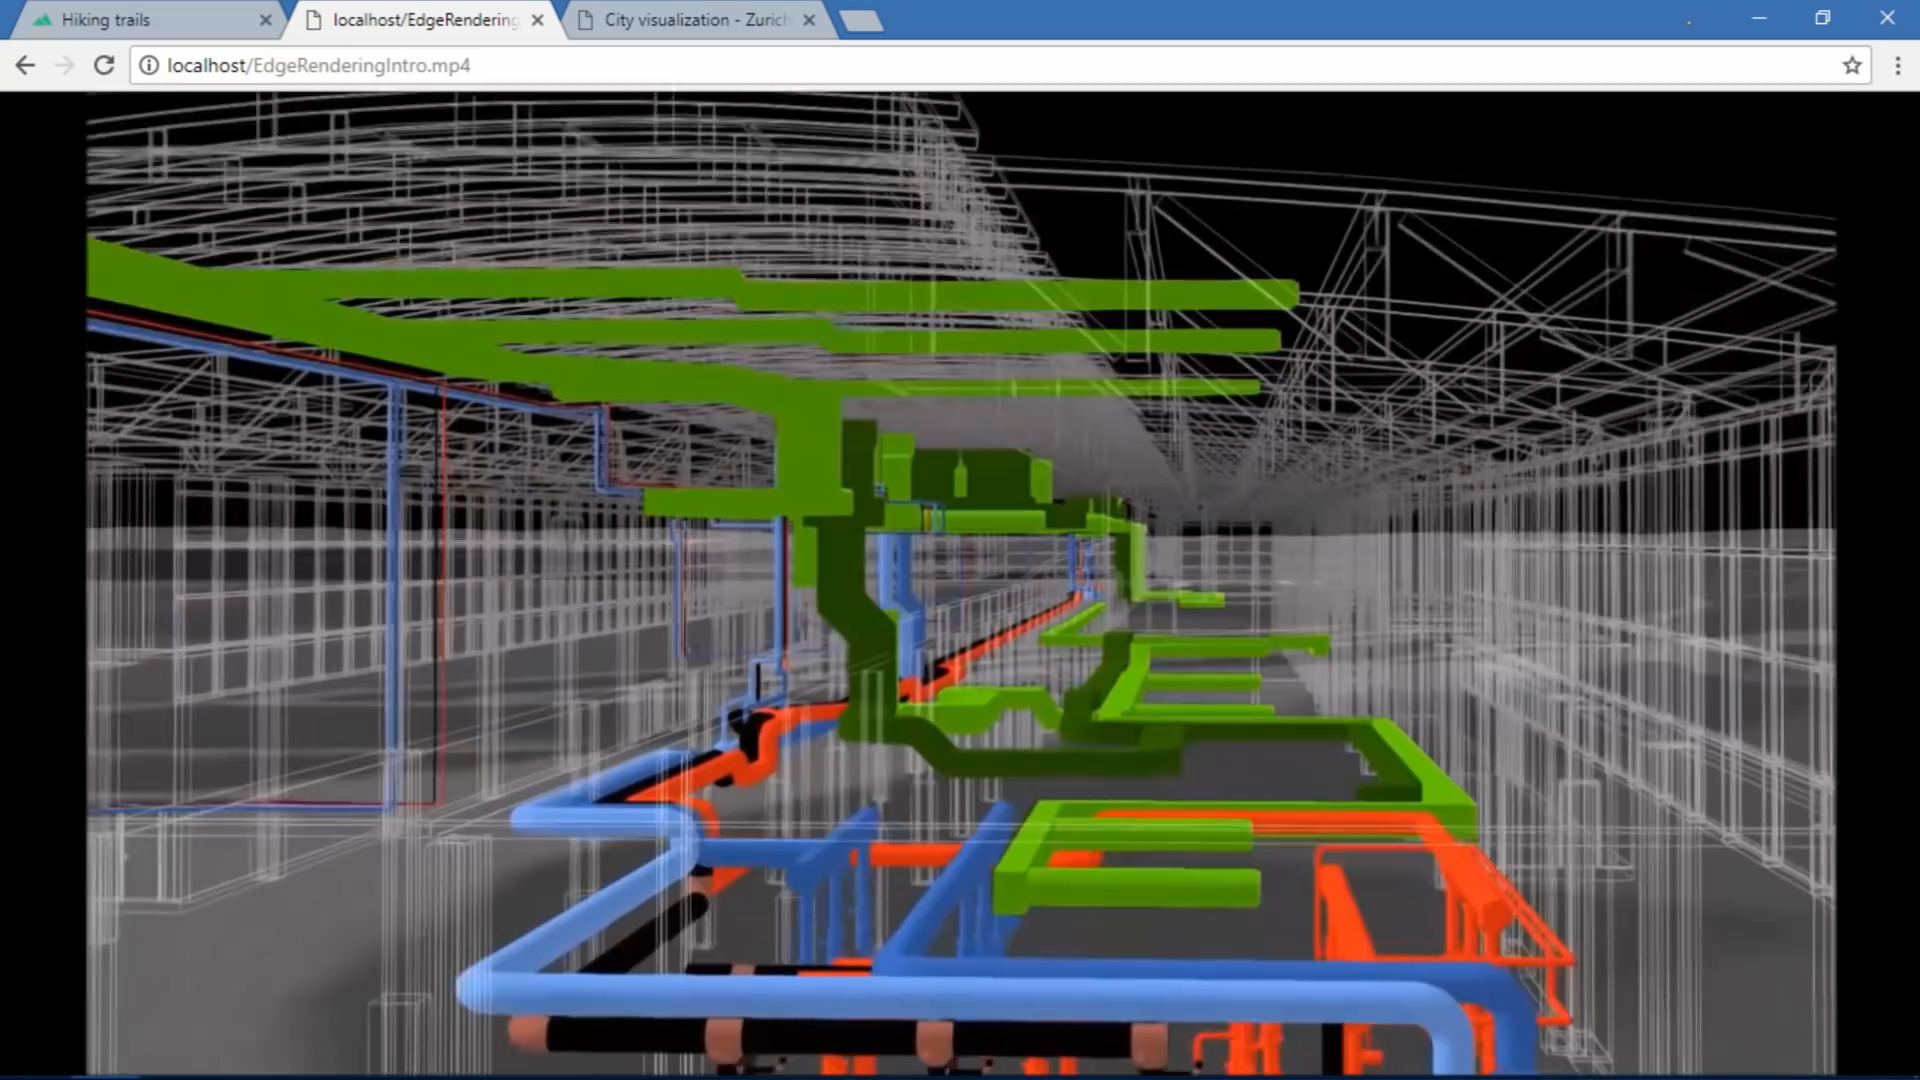 Hiking trails
localhost/EdgeRendering
City visualization - Zurich
localhost/EdgeRenderingIntro.mp4